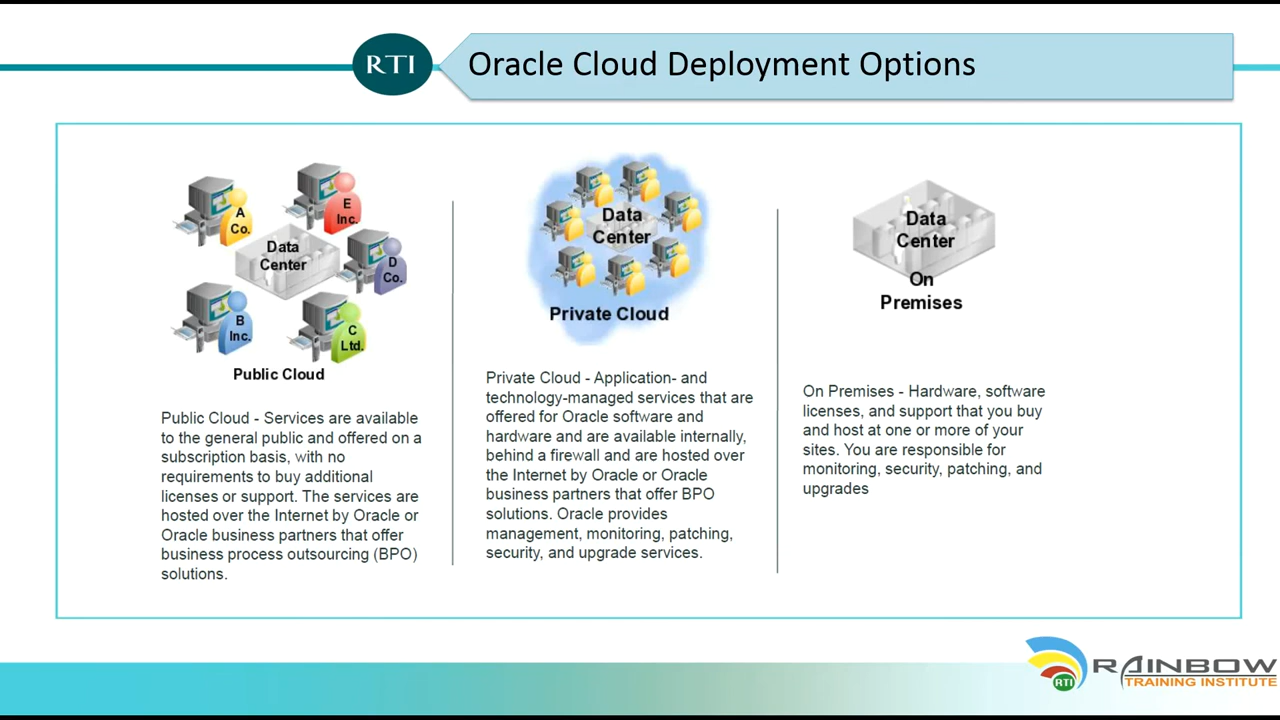 RTI
Oracle Cloud Deployment Options
A
Co.
E
Inc.
Data
Center
D
Co.
B
Inc.
C
Ltd.
Public Cloud
Public Cloud - Services are available
to the general public and offered on a
subscription basis, with no
requirements to buy additional
licenses or support. The services are
hosted over the Internet by Oracle or
Oracle business partners that offer
business process outsourcing (BPO)
solutions.
Data
Center
Private Cloud
Private Cloud - Application- and
technology-managed services that are
offered for Oracle software and
hardware and are available internally,
behind a firewall and are hosted over
the Internet by Oracle or Oracle
business partners that offer BPO
solutions. Oracle provides
management, monitoring, patching,
security, and upgrade services.
Data
Center
On
Premises
On Premises - Hardware, software
licenses, and support that you buy
and host at one or more of your
sites. You are responsible for
monitoring, security, patching, and
upgrades
RTI
RAINBOW
TRAINING INSTITUTE